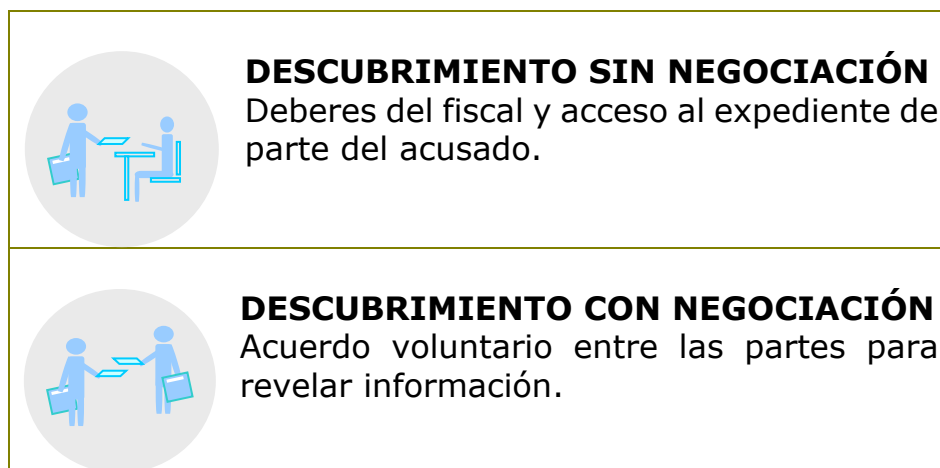 DESCUBRIMIENTO SIN NEGOCIACIÓN
Deberes del fiscal y acceso al expediente de
parte del acusado.
DESCUBRIMIENTO CON NEGOCIACIÓN
Acuerdo voluntario entre las partes para
revelar información.